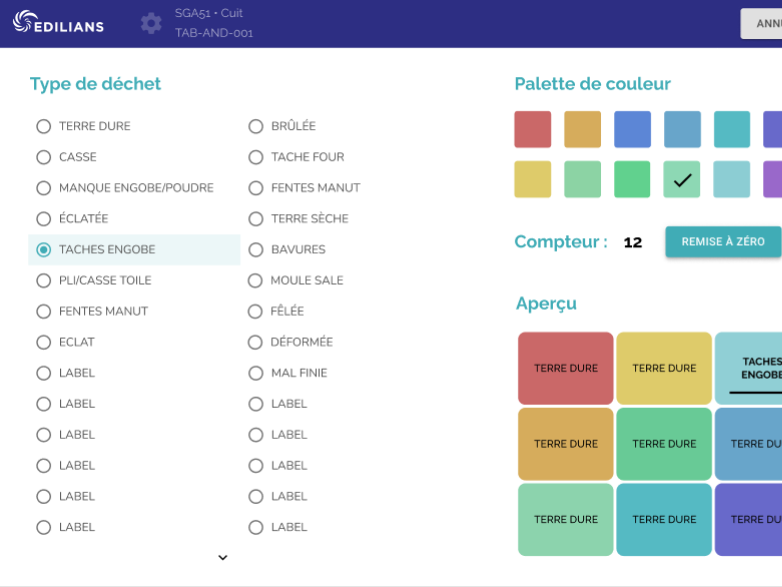 EDILIANS
SGA51 • Cuit
TAB-AND-001
Type de déchet
TERRE DURE
CASSE
MANQUE ENGOBE/POUDRE
ÉCLATÉE
TACHES ENGOBE
PLI/CASSE TOILE
FENTES MANUT
ECLAT
LABEL
LABEL
LABEL
LABEL
LABEL
LABEL
BRÛLÉE
TACHE FOUR
FENTES MANUT
TERRE SÈCHE
BAVURES
MOULE SALE
FÊLÉE
DÉFORMÉE
MAL FINIE
LABEL
LABEL
LABEL
LABEL
LABEL
ANNU
Palette de couleur
Compteur : 12
REMISE À ZÉRO
Aperçu
TERRE DURE
TERRE DURE
TACHES
ENGOBE
TERRE DURE
TERRE DURE
TERRE DU
TERRE DURE
TERRE DURE
TERRE DU